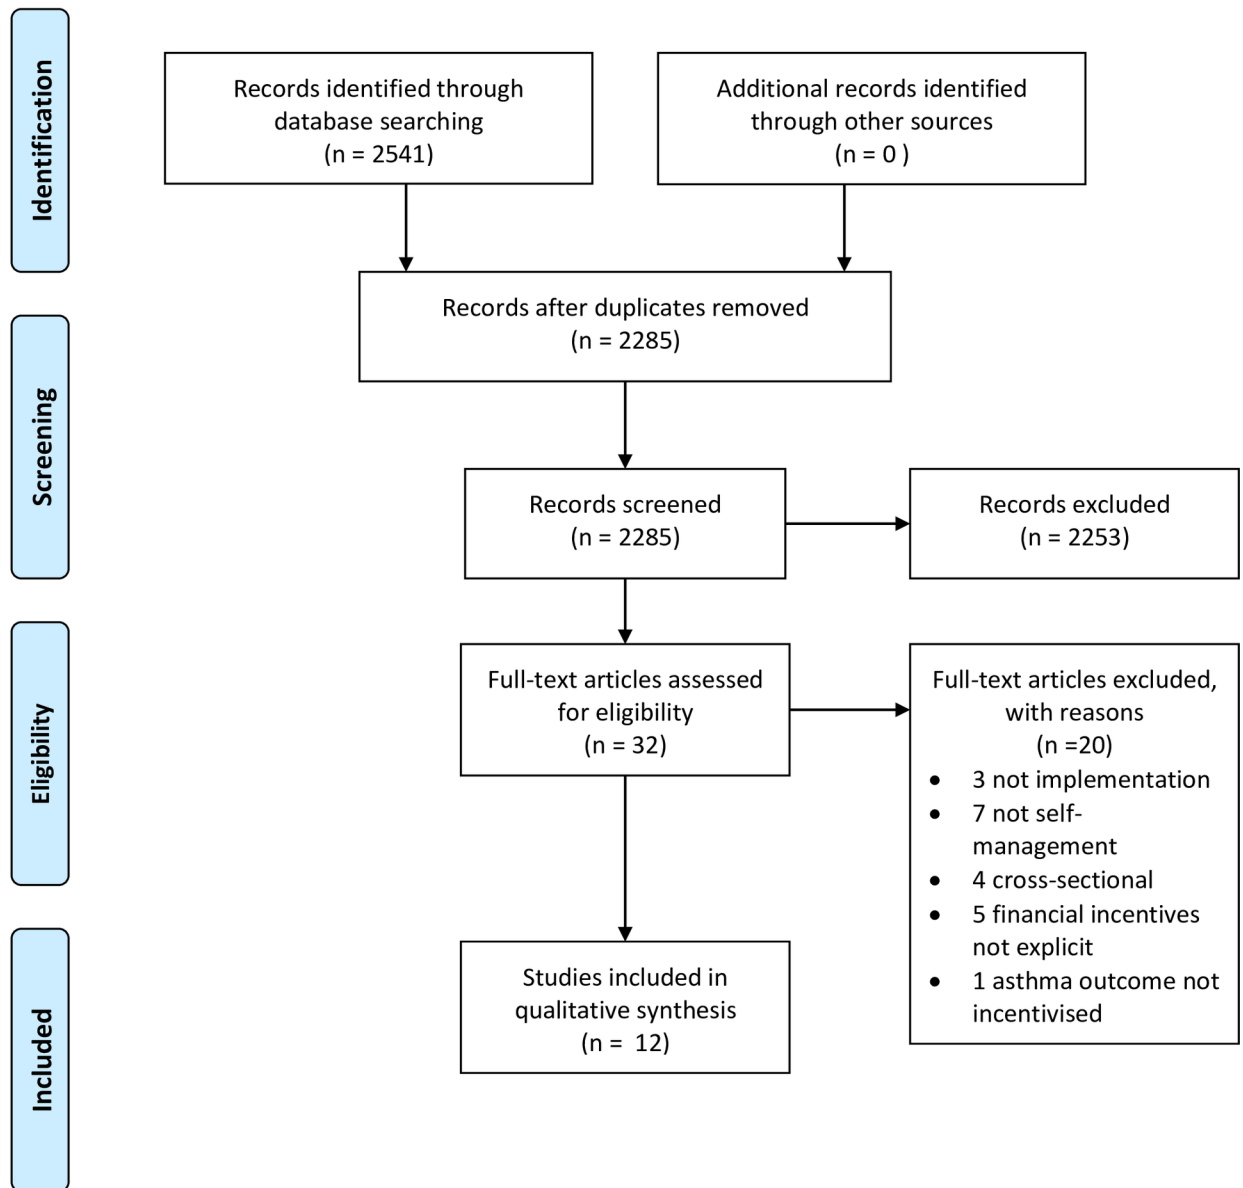 Identification
Records identified through
database searching
(n = 2541)
Additional records identified
through other sources
(n = 0 )
Records after duplicates removed
(n = 2285)
Screening
Records screened
(n = 2285)
Records excluded
(n = 2253)
Eligibility
Full-text articles assessed
for eligibility
(n = 32)
Full-text articles excluded,
with reasons
(n =20)
• 3 not implementation
• 7 not self-
management
• 4 cross-sectional
• 5 financial incentives
not explicit
• 1 asthma outcome not
incentivised
Included
Studies included in
qualitative synthesis
(n = 12)